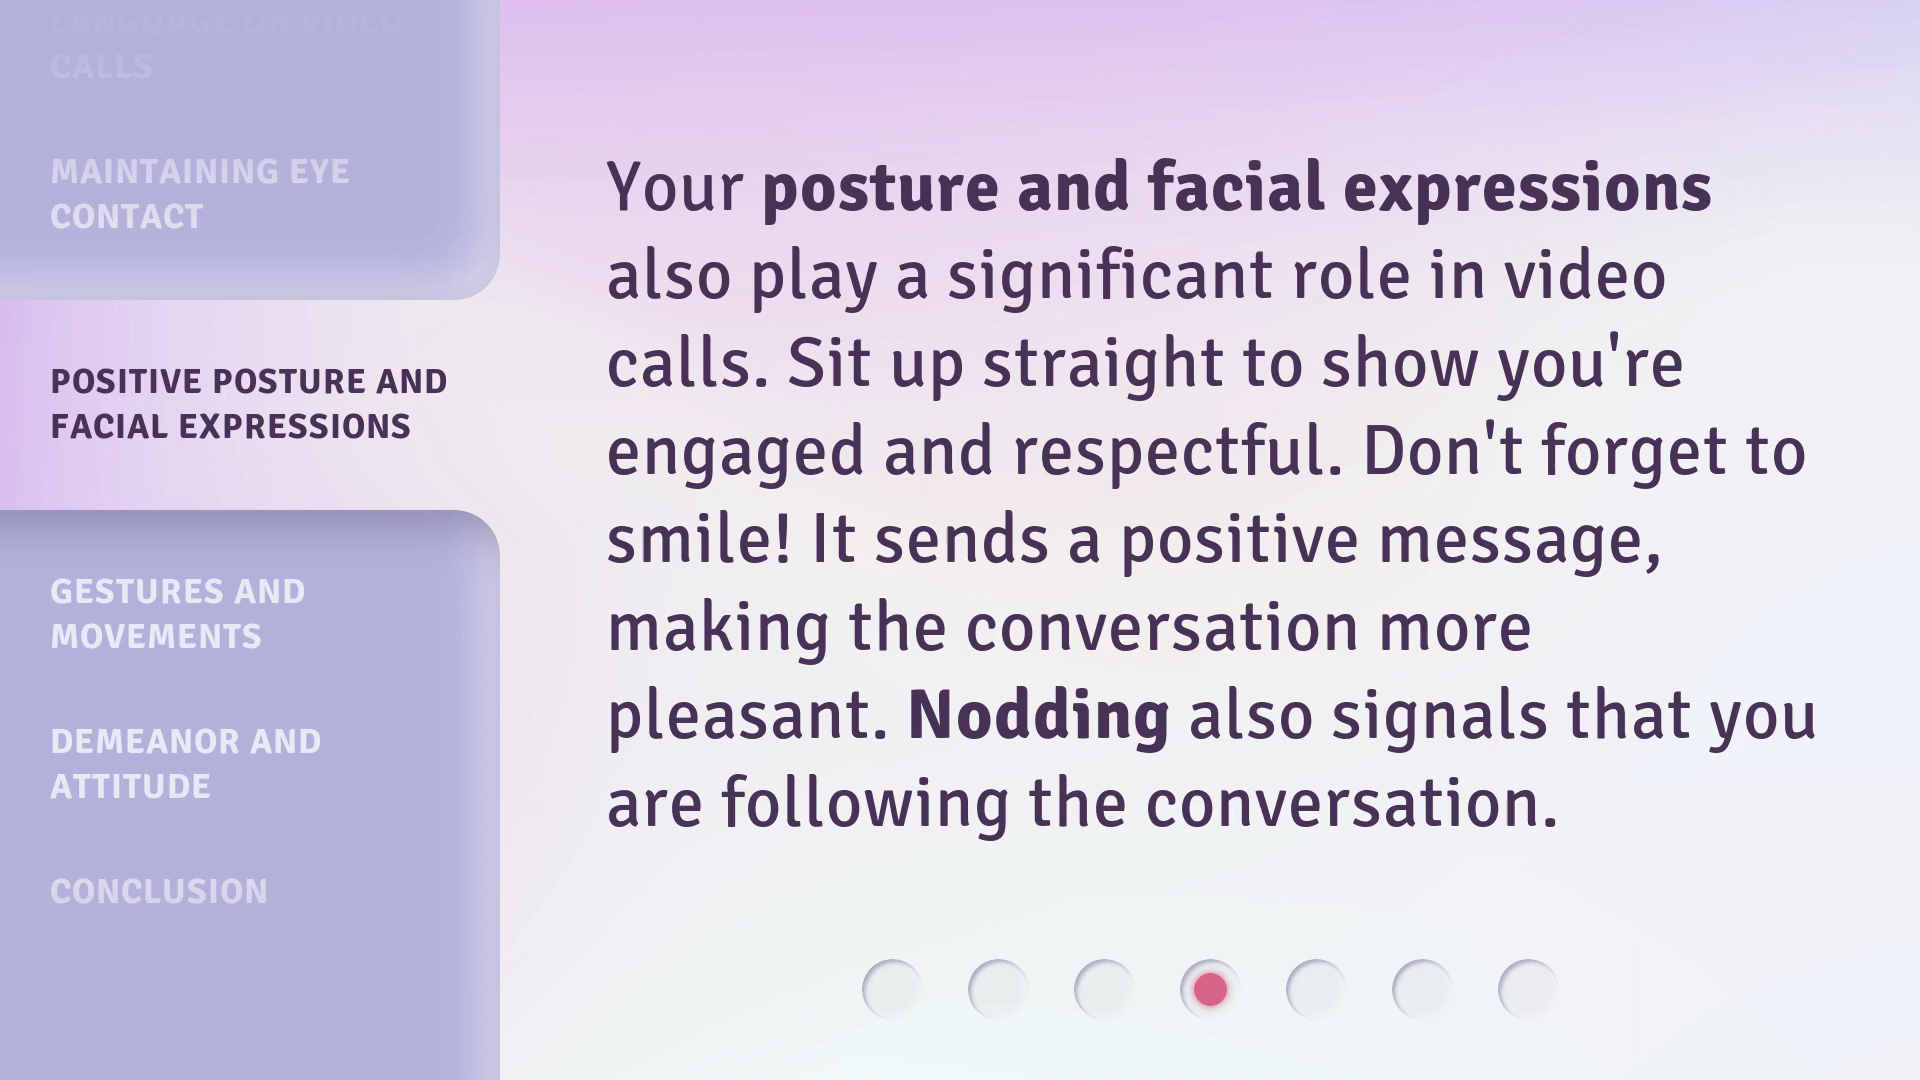 LANGUAGE ON VIDEO
CALLS
MAINTAINING EYE
CONTACT
POSITIVE POSTURE AND
FACIAL EXPRESSIONS
GESTURES AND
MOVEMENTS
DEMEANOR AND
ATTITUDE
CONCLUSION
Your posture and facial expressions
also play a significant role in video
calls. Sit up straight to show you're
engaged and respectful. Don't forget to
smile! It sends a positive message,
making the conversation more
pleasant. Nodding also signals that you
are following the conversation.